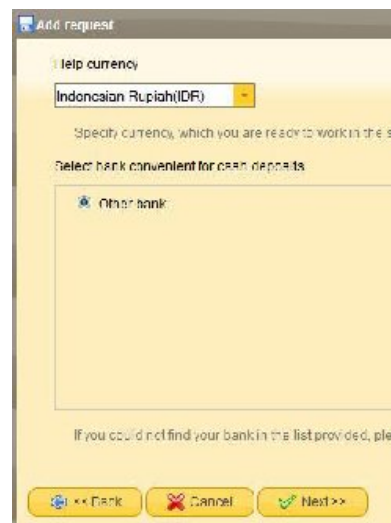 Add request
Help currency
Indonesian Rupiah(IDR)
Specify currency, which you are ready to work in the s
Select bank convenient for cash deposits
Other bank
If you could not find your bank in the list provided, ple
<< Back
Cancel
Next >>